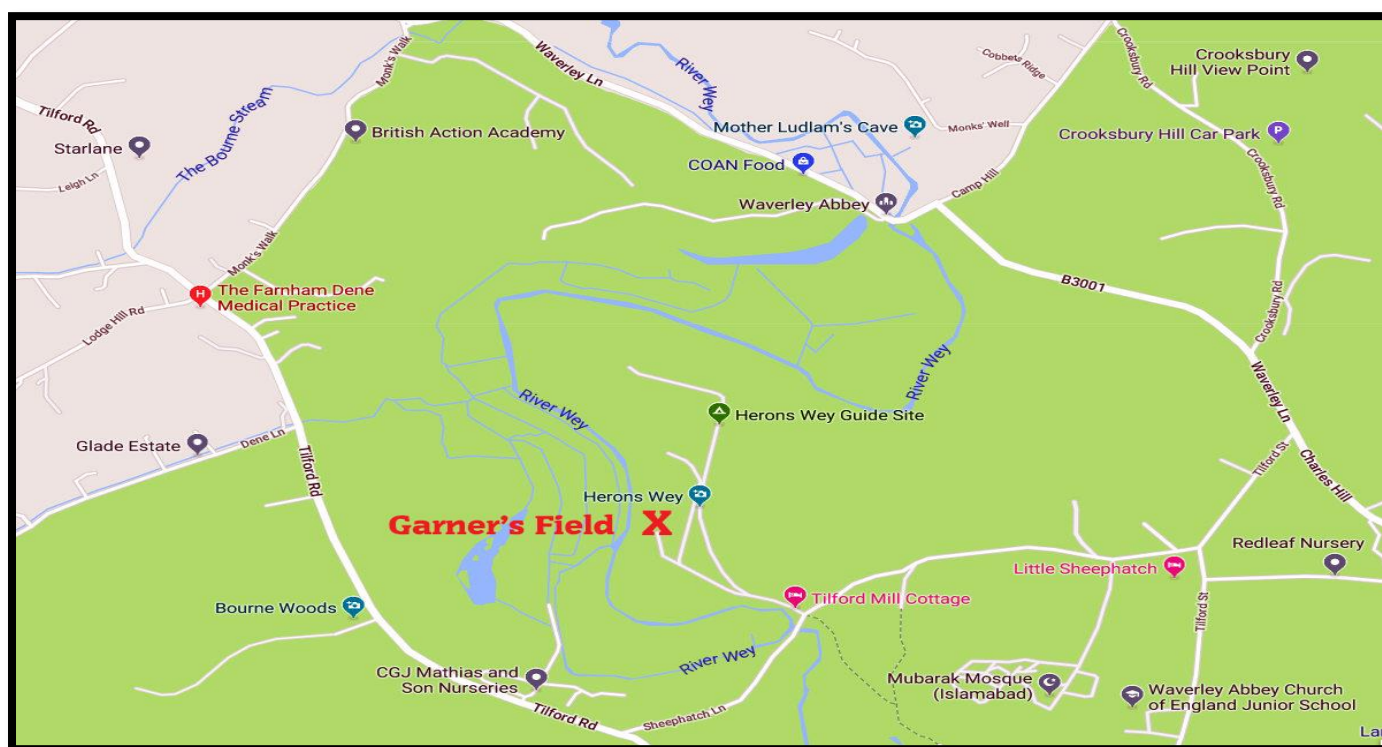 Waverley Ln
River Wey
Cobbets Ridge
Crooksbury Rd
Crooksbury
Hill View Point
Monk's Walk
Tilford Rd
The Bourne Stream
Starlane
British Action Academy
Mother Ludlam's Cave
Monks' Well
Crooksbury Hill Car Park
P
COAN Food
Leigh Ln
Camp Hill
Crooksbury Rd
Waverley Abbey
Monk's Walk
B3001
H
The Farnham Dene
Medical Practice
Crooksbury Rd
Lodge Hill Rd
River Wey
River Wey
Waverley Ln
Herons Wey Guide Site
Glade Estate
Dene Ln
Tilford Rd
Tilford St
Charles Hill
Herons Wey
Garner's Field X
Redleaf Nursery
Little Sheephatch
Tilford Mill Cottage
Tilford St
Bourne Woods
River Wey
CGJ Mathias and
Son Nurseries
Mubarak Mosque
(Islamabad)
Waverley Abbey Church
of England Junior School
Tilford Rd
Sheephatch Ln
La